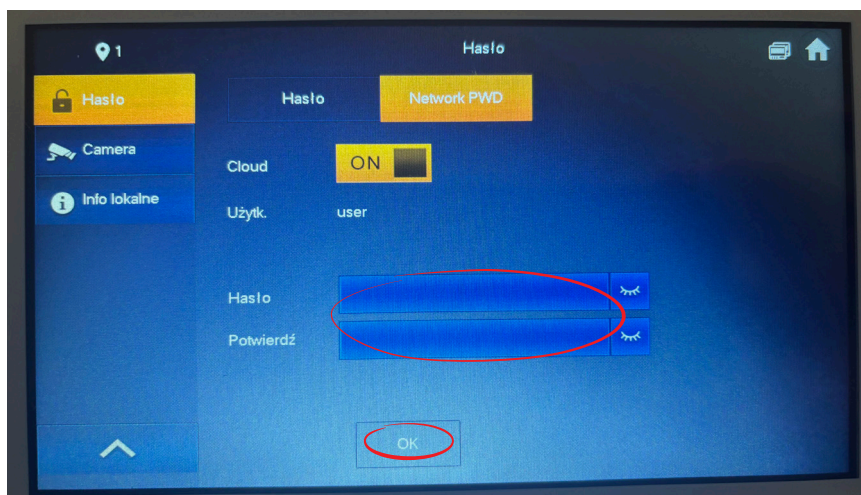 1
Hasło
Hasło
Hasło
Network PWD
Camera
Cloud
ON
Info lokalne
Użytk.
user
Hasło
Potwierdź
OK